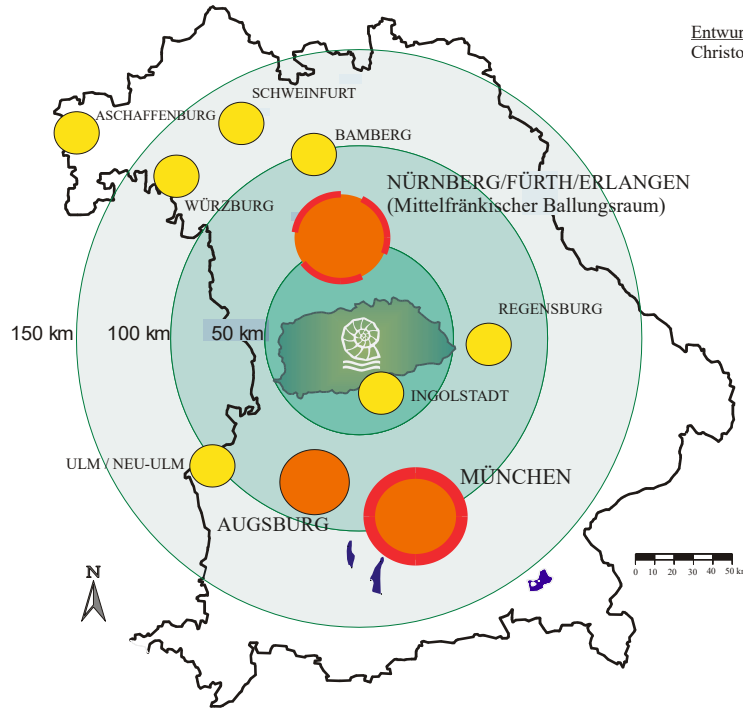 Christo
SCHWEINFURT
ASCHAFFENBURG
BAMBERG
NÜRNBERG/FÜRTH/ERLANGEN
(Mittelfränkischer Ballungsraum)
WÜRZBURG
REGENSBURG
150 km
100 km
50 km
INGOLSTADT
ULM / NEU-ULM
MÜNCHEN
AUGSBURG
N
0 10 20 30 40 50 km